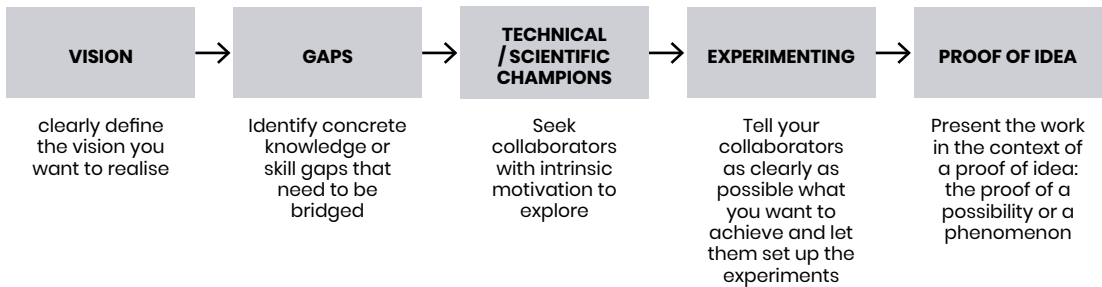 VISION
clearly define
the vision you
want to realise
GAPS
Identify concrete
knowledge or
skill gaps that
need to be
bridged
TECHNICAL
/ SCIENTIFIC
CHAMPIONS
Seek
collaborators
with intrinsic
motivation to
explore
EXPERIMENTING
Tell your
collaborators
as clearly as
possible what
you want to
achieve and let
them set up the
experiments
PROOF OF IDEA
Present the work
in the context of
a proof of idea:
the proof of a
possibility or a
phenomenon